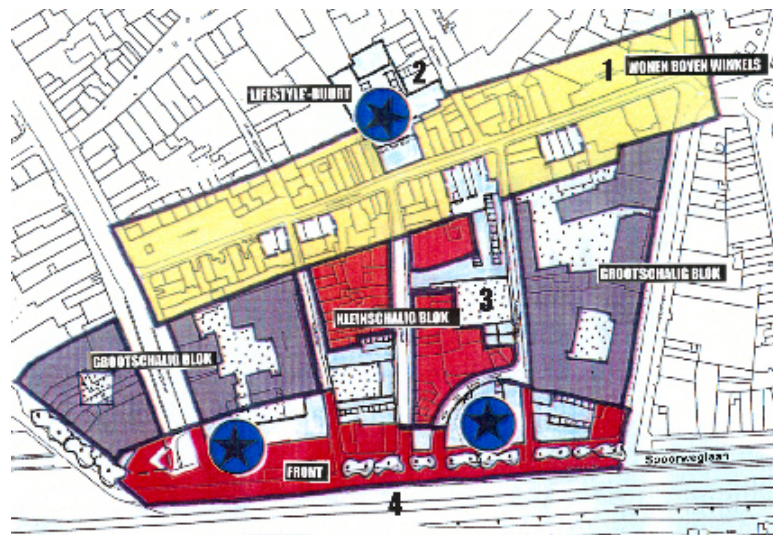 2
1 WONEN BOVEN WINKELS
LIFESTYLE-BUURT
GROOTSCHALIG BLOK
3
KLEINSCHALIG BLOK
GROOTSCHALIG BLOK
Spoorweglaan
FRONT
4